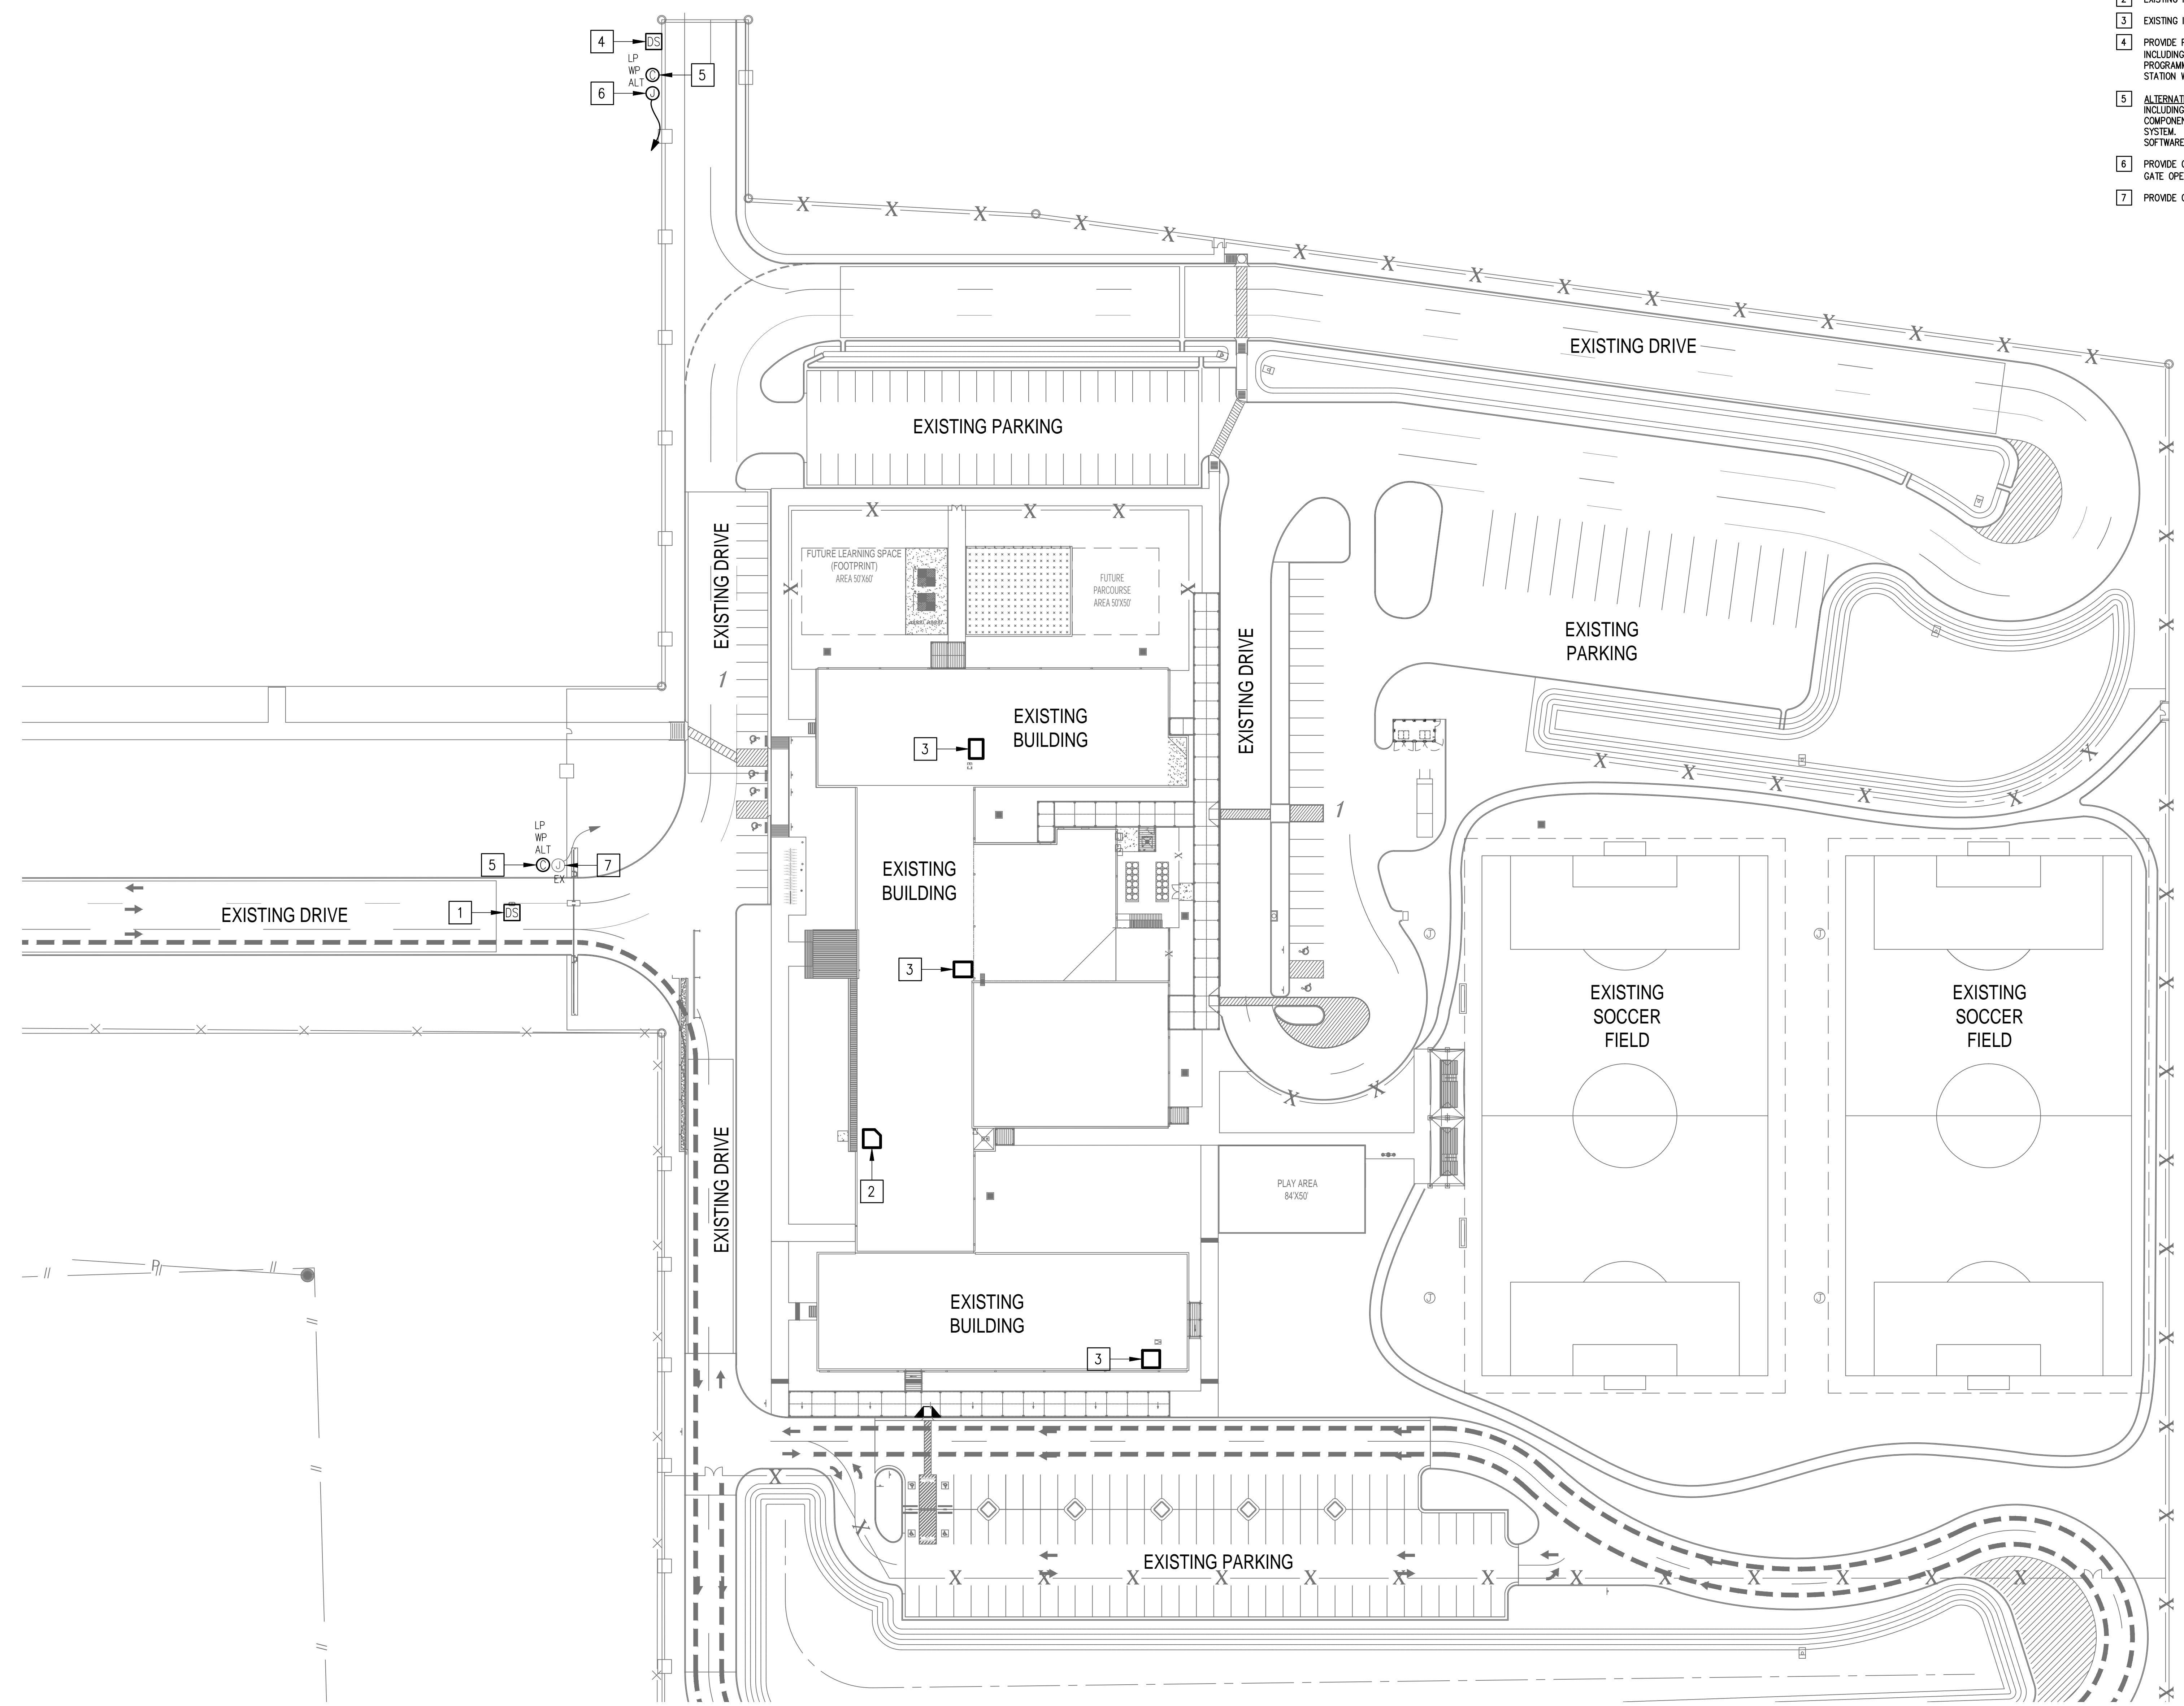 2 EXISTING
3 EXISTING
4 PROVIDE
INCLUDING
STATION
5 ALTERNAT
INCLUDING
COMPONEN
SYSTEM.
SOFTWARE
6 PROVIDE
GATE OPE
7 PROVIDE
4 DS
LP
WP
ALT
C 5
6 J
X X X X X X X X X X X X X X X
EXISTING DRIVE
EXISTING PARKING
X X X
EXISTING DRIVE
FUTURE LEARNING SPACE
(FOOTPRINT)
AREA 50'X60'
FUTURE
PARCOURSE
AREA 50'X50'
X X
EXISTING DRIVE
EXISTING
PARKING
1
EXISTING
BUILDING
3
1
LP
WP
ALT
5 C J 7
EX
EXISTING
BUILDING
EXISTING DRIVE
1 DS
3
EXISTING
SOCCER
FIELD
EXISTING
SOCCER
FIELD
J J
EXISTING DRIVE
2
PLAY AREA
84'X50'
P
EXISTING
BUILDING
3
J J
EXISTING PARKING
X X X X X X X X X X X X X